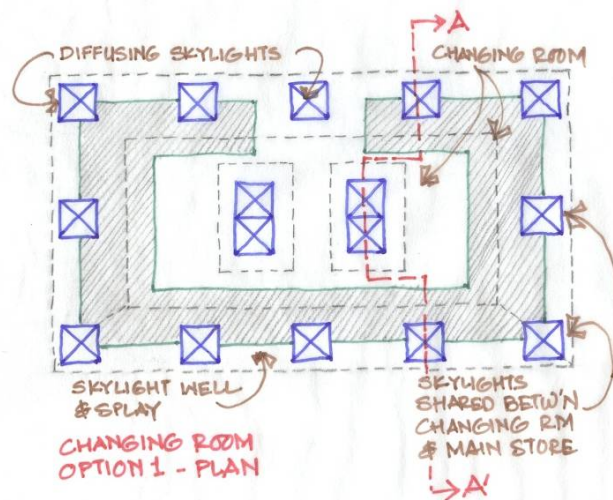 A
DIFFUSING SKYLIGHTS
CHANGING ROOM
SKYLIGHT WELL
& SPLAY
SKYLIGHTS
SHARED BETW'N
CHANGING RM
& MAIN STORE
CHANGING ROOM
OPTION 1 - PLAN
A'